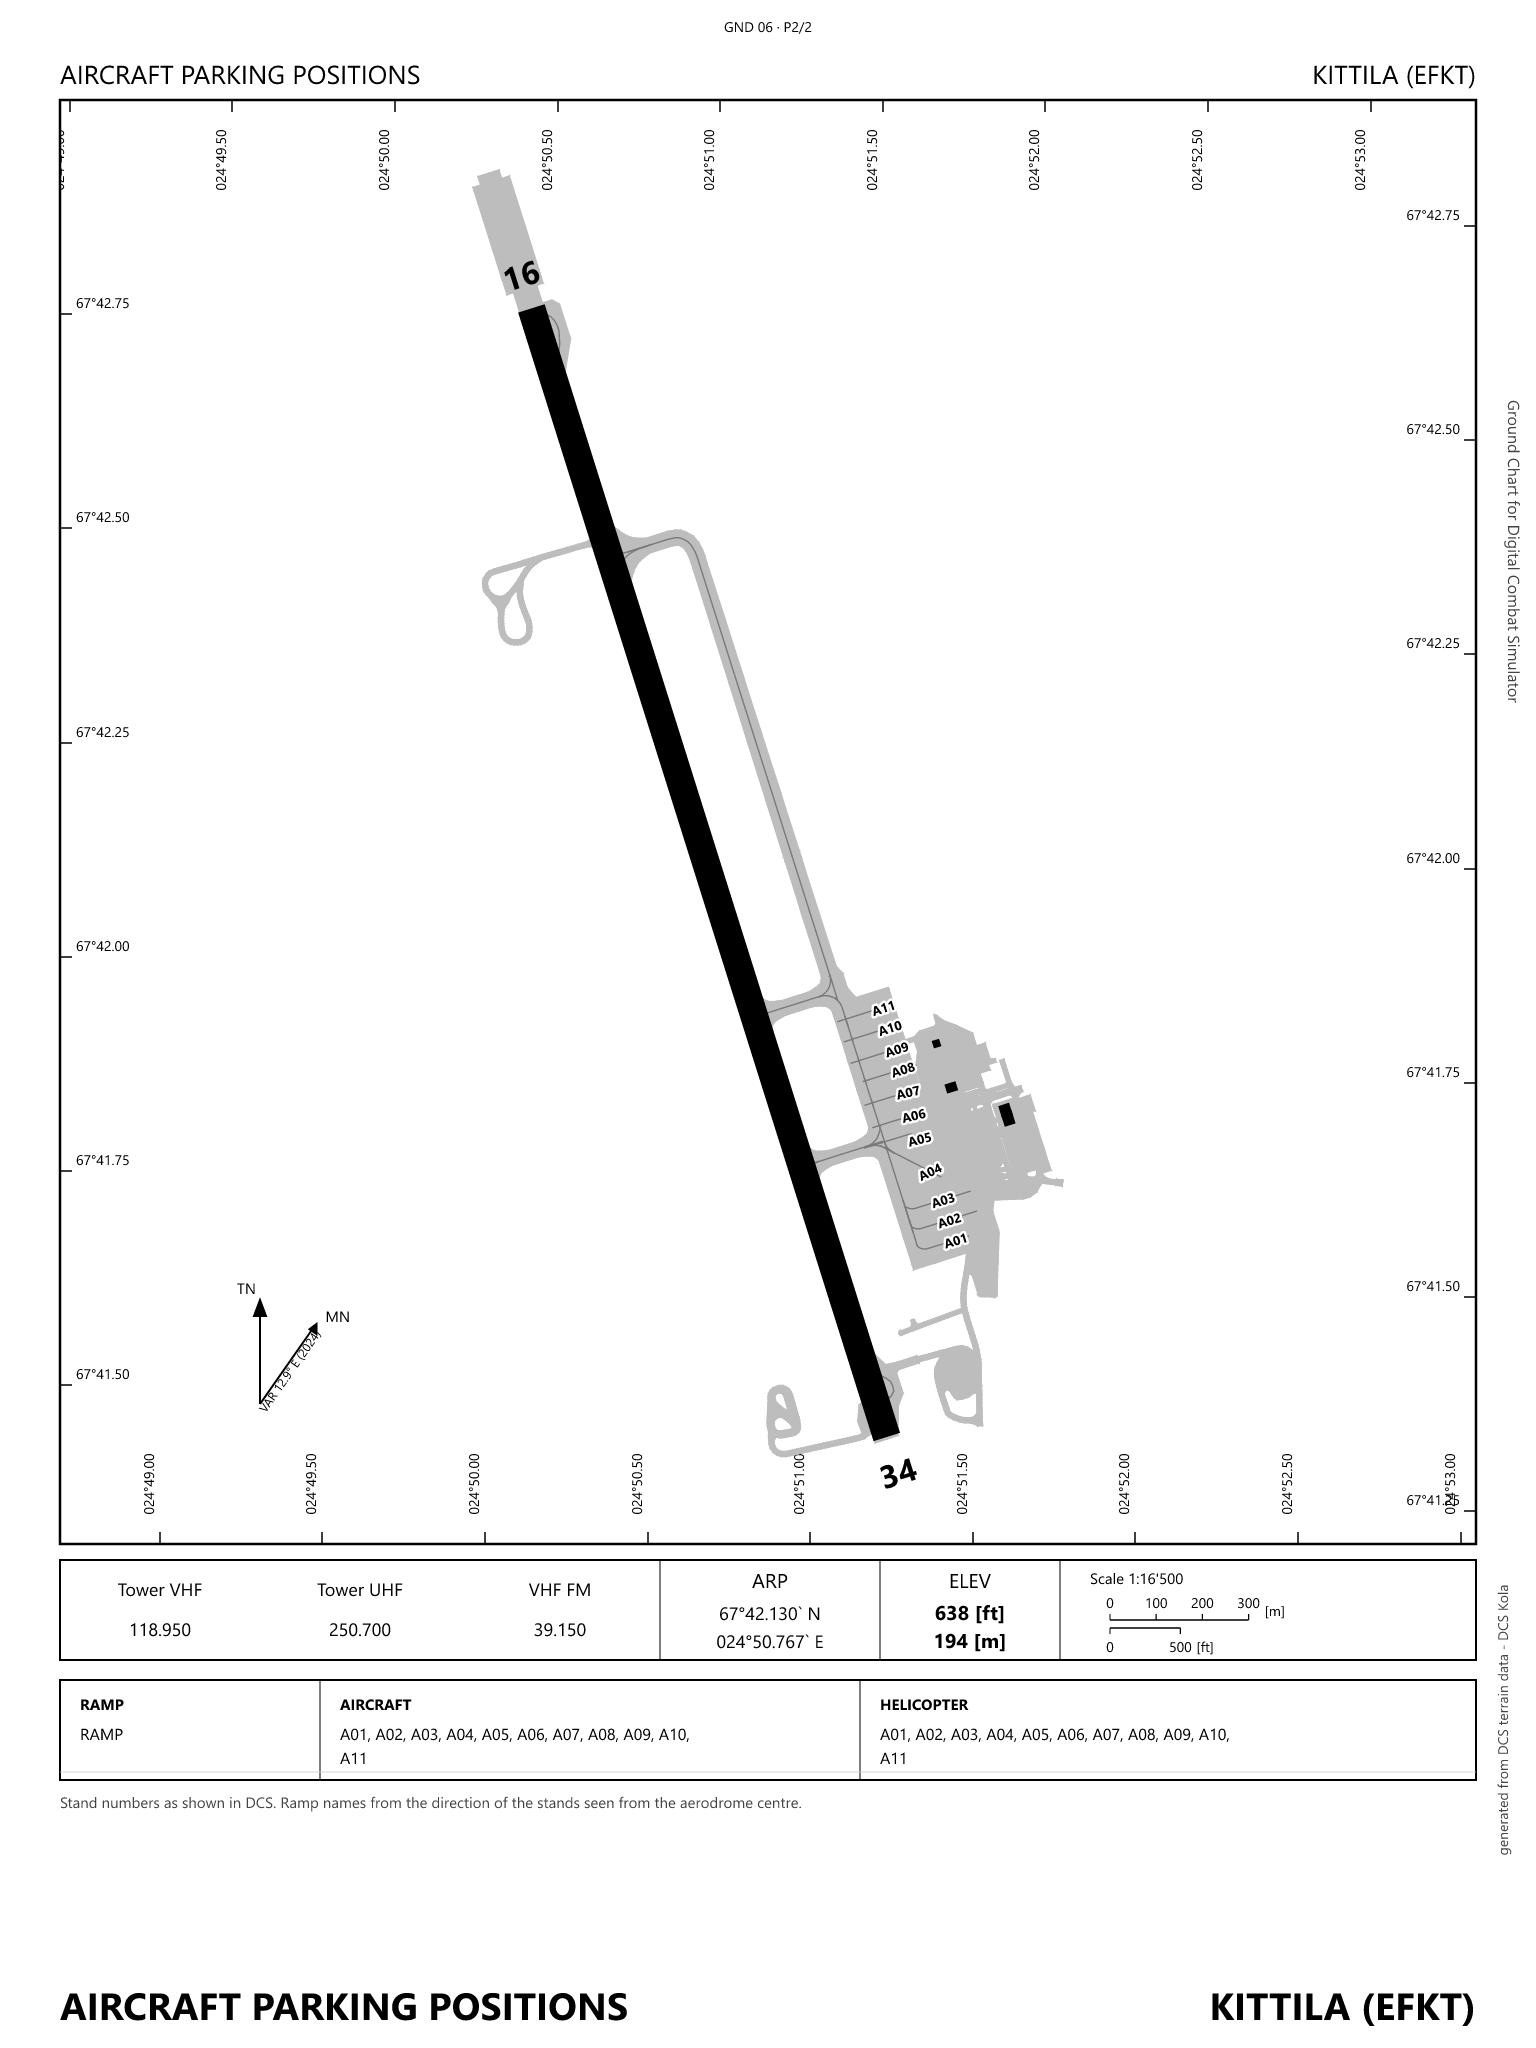 GND 06 · P2/2
AIRCRAFT PARKING POSITIONS
KITTILA (EFKT)
024°49.50
024°50.00
024°50.50
024°51.00
024°51.50
024°52.00
024°52.50
024°53.00
67°42.75
67°42.50
67°42.25
67°42.00
67°41.75
67°41.50
67°41.25
67°42.75
67°42.50
67°42.25
67°42.00
67°41.75
67°41.50
16
A11
A10
A09
A08
A07
A06
A05
A04
A03
A02
A01
34
TN
MN
VAR 12.9° E (2024)
024°49.00
024°49.50
024°50.00
024°50.50
024°51.00
024°51.50
024°52.00
024°52.50
024°53.00
Ground Chart for Digital Combat Simulator
generated from DCS terrain data - DCS Kola
Tower VHF
118.950
Tower UHF
250.700
VHF FM
39.150
ARP
67°42.130` N
024°50.767` E
ELEV
638 [ft]
194 [m]
Scale 1:16'500
0 100 200 300 [m]
0 500 [ft]
RAMP
RAMP
AIRCRAFT
A01, A02, A03, A04, A05, A06, A07, A08, A09, A10,
A11
HELICOPTER
A01, A02, A03, A04, A05, A06, A07, A08, A09, A10,
A11
Stand numbers as shown in DCS. Ramp names from the direction of the stands seen from the aerodrome centre.
AIRCRAFT PARKING POSITIONS
KITTILA (EFKT)